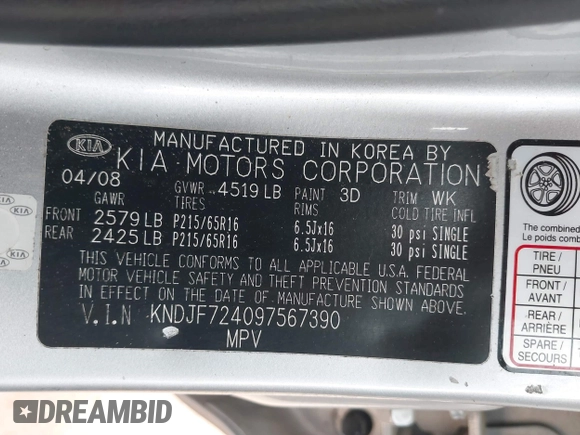 KIA
MANUFACTURED IN KOREA BY
KIA MOTORS CORPORATION
04/08 GVWR 4519 LB PAINT 3D TRIM WK
GAWR TIRES RIMS COLD TIRE INFL
FRONT 2579 LB P215/65R16 6.5Jx16 30 psi SINGLE
REAR 2425 LB P215/65R16 6.5Jx16 30 psi SINGLE
THIS VEHICLE CONFORMS TO ALL APPLICABLE U.S.A. FEDERAL
MOTOR VEHICLE SAFETY AND THEFT PREVENTION STANDARDS
IN EFFECT ON THE DATE OF MANUFACTURE SHOWN ABOVE.
V.I.N KNDJF724097567390
MPV
The combined
Le poids comb
TIRE /
PNEU
FRONT /
AVANT
REAR /
ARRIÈRE
SPARE /
SECOURS
KIA
KIA
DREAMBID